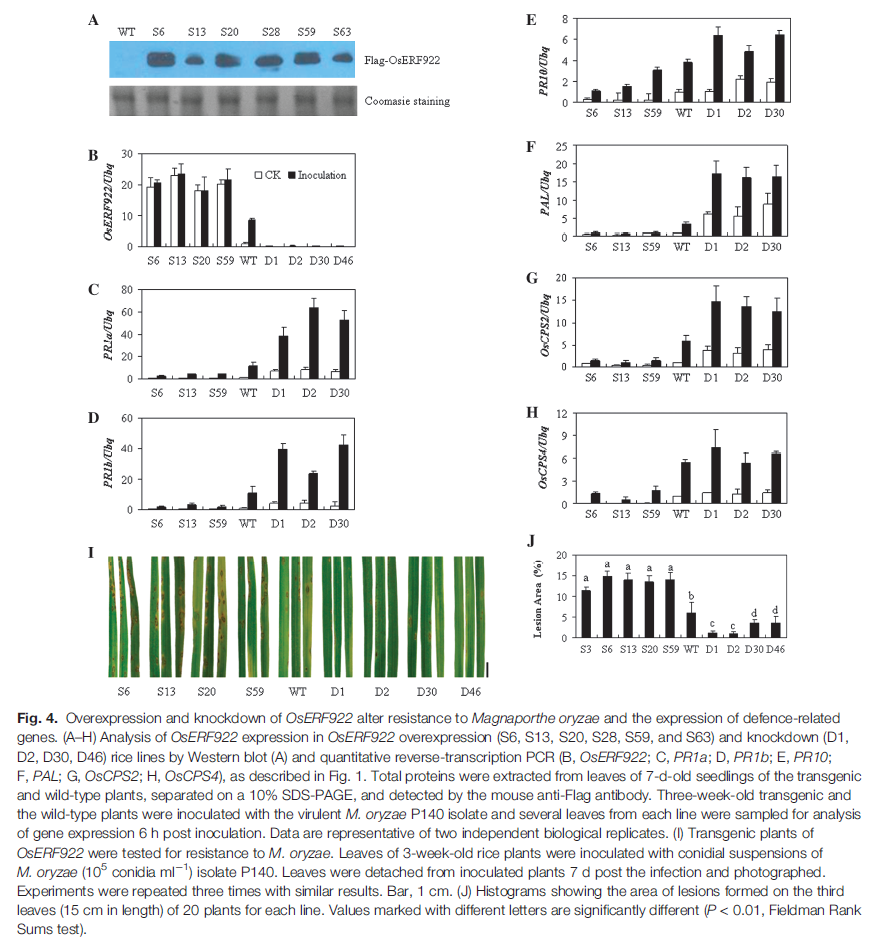 A
WT S6 S13 S20 S28 S59 S63
Flag-OsERF922
Coomasie staining
B
OsERF922/Ubq
30
20
10
0
CK Inoculation
S6 S13 S20 S59 WT D1 D2 D30 D46
C
PR1a/Ubq
80
60
40
20
0
S6 S13 S59 WT D1 D2 D30
D
PR1b/Ubq
60
40
20
0
S6 S13 S59 WT D1 D2 D30
E
PR10/Ubq
8
6
4
2
0
S6 S13 S59 WT D1 D2 D30
F
PAL/Ubq
25
20
15
10
5
0
S6 S13 S59 WT D1 D2 D30
G
OsCPS2/Ubq
20
15
10
5
0
S6 S13 S59 WT D1 D2 D30
H
OsCPS4/Ubq
12
9
6
3
0
S6 S13 S59 WT D1 D2 D30
I
S6 S13 S20 S59 WT D1 D2 D30 D46
J
Lesion Area (%)
20
15
10
5
0
a a a a a b c c d d
S3 S6 S13 S20 S59 WT D1 D2 D30 D46
Fig. 4. Overexpression and knockdown of OsERF922 alter resistance to Magnaporthe oryzae and the expression of defence-related
genes. (A–H) Analysis of OsERF922 expression in OsERF922 overexpression (S6, S13, S20, S28, S59, and S63) and knockdown (D1,
D2, D30, D46) rice lines by Western blot (A) and quantitative reverse-transcription PCR (B, OsERF922; C, PR1a; D, PR1b; E, PR10;
F, PAL; G, OsCPS2; H, OsCPS4), as described in Fig. 1. Total proteins were extracted from leaves of 7-d-old seedlings of the transgenic
and wild-type plants, separated on a 10% SDS-PAGE, and detected by the mouse anti-Flag antibody. Three-week-old transgenic and
the wild-type plants were inoculated with the virulent M. oryzae P140 isolate and several leaves from each line were sampled for analysis
of gene expression 6 h post inoculation. Data are representative of two independent biological replicates. (I) Transgenic plants of
OsERF922 were tested for resistance to M. oryzae. Leaves of 3-week-old rice plants were inoculated with conidial suspensions of
M. oryzae (10⁵ conidia ml⁻¹) isolate P140. Leaves were detached from inoculated plants 7 d post the infection and photographed.
Experiments were repeated three times with similar results. Bar, 1 cm. (J) Histograms showing the area of lesions formed on the third
leaves (15 cm in length) of 20 plants for each line. Values marked with different letters are significantly different (P < 0.01, Fieldman Rank
Sums test).